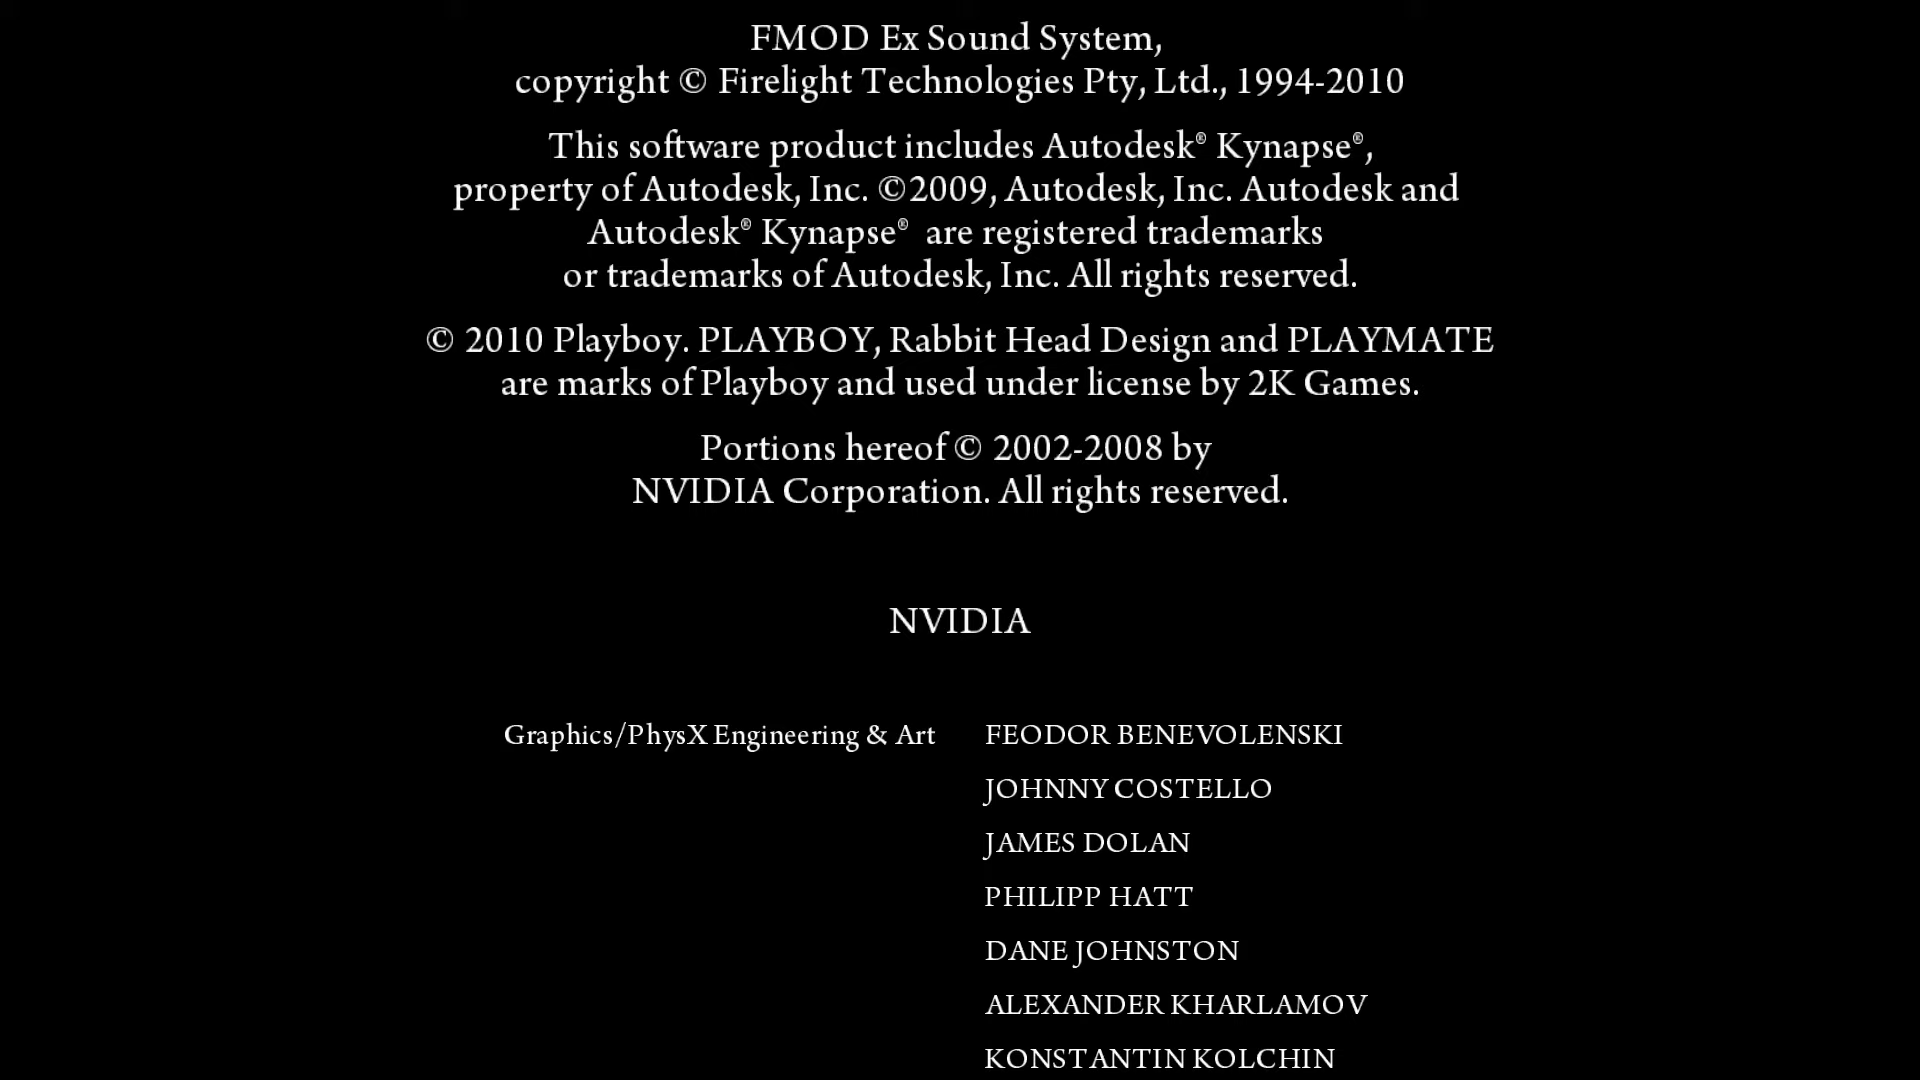 FMOD Ex Sound System,
copyright © Firelight Technologies Pty, Ltd., 1994-2010
This software product includes Autodesk® Kynapse®,
property of Autodesk, Inc. ©2009, Autodesk, Inc. Autodesk and
Autodesk® Kynapse® are registered trademarks
or trademarks of Autodesk, Inc. All rights reserved.
© 2010 Playboy. PLAYBOY, Rabbit Head Design and PLAYMATE
are marks of Playboy and used under license by 2K Games.
Portions hereof © 2002-2008 by
NVIDIA Corporation. All rights reserved.
NVIDIA
Graphics/PhysX Engineering & Art FEODOR BENEVOLENSKI
JOHNNY COSTELLO
JAMES DOLAN
PHILIPP HATT
DANE JOHNSTON
ALEXANDER KHARLAMOV
KONSTANTIN KOLCHIN